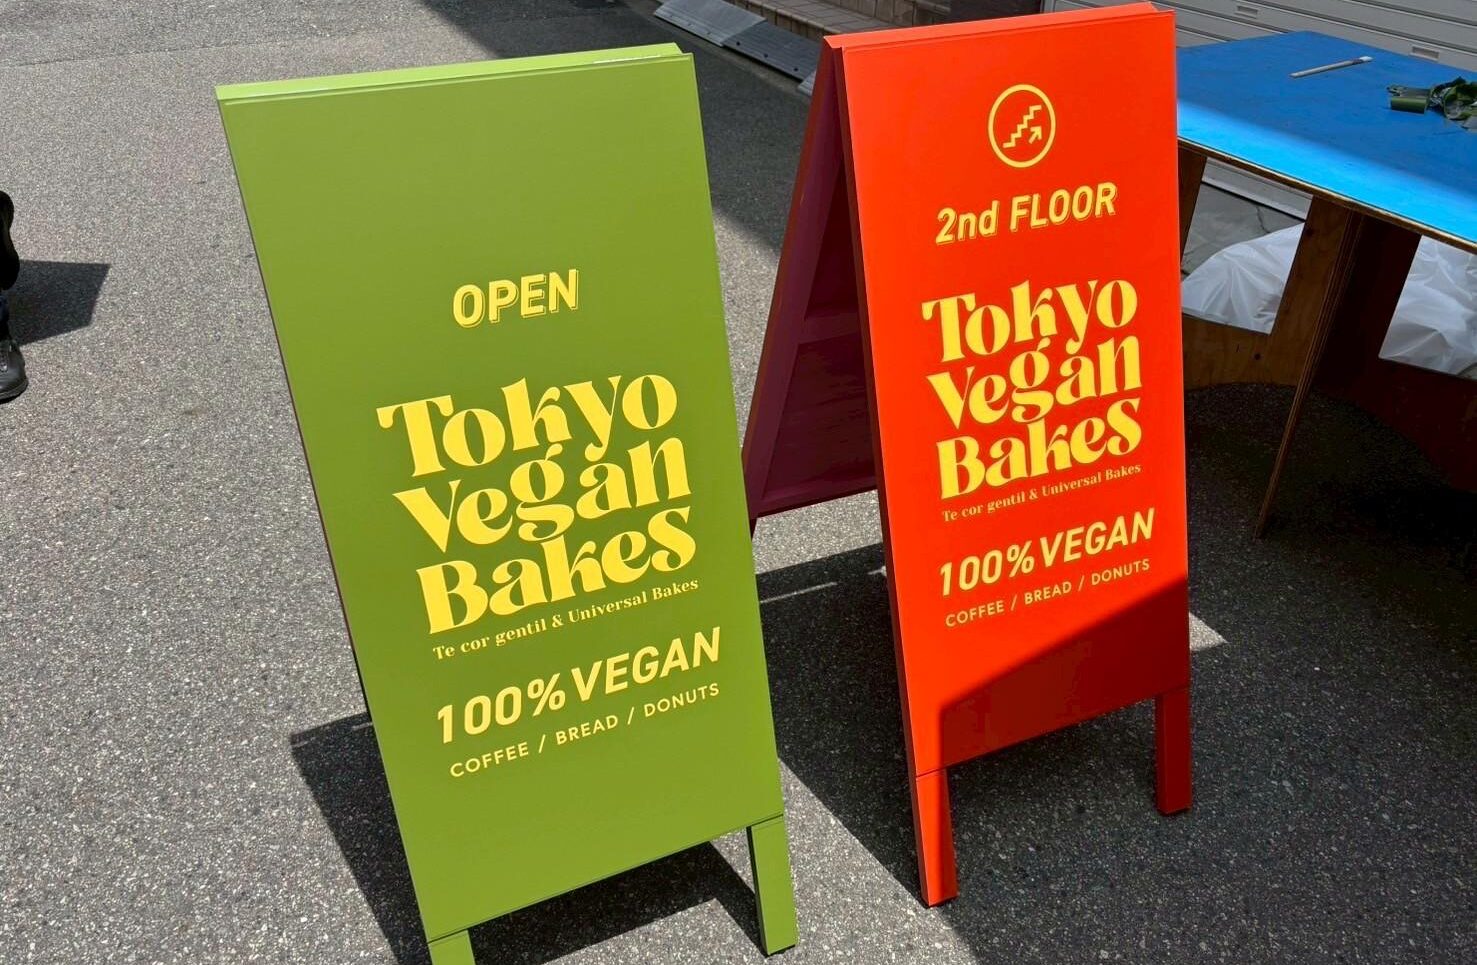 OPEN
Tokyo
Vegan
Bakes
Te cor gentil & Universal Bakes
100% VEGAN
COFFEE / BREAD / DONUTS
2nd FLOOR
Tokyo
Vegan
Bakes
Te cor gentil & Universal Bakes
100% VEGAN
COFFEE / BREAD / DONUTS